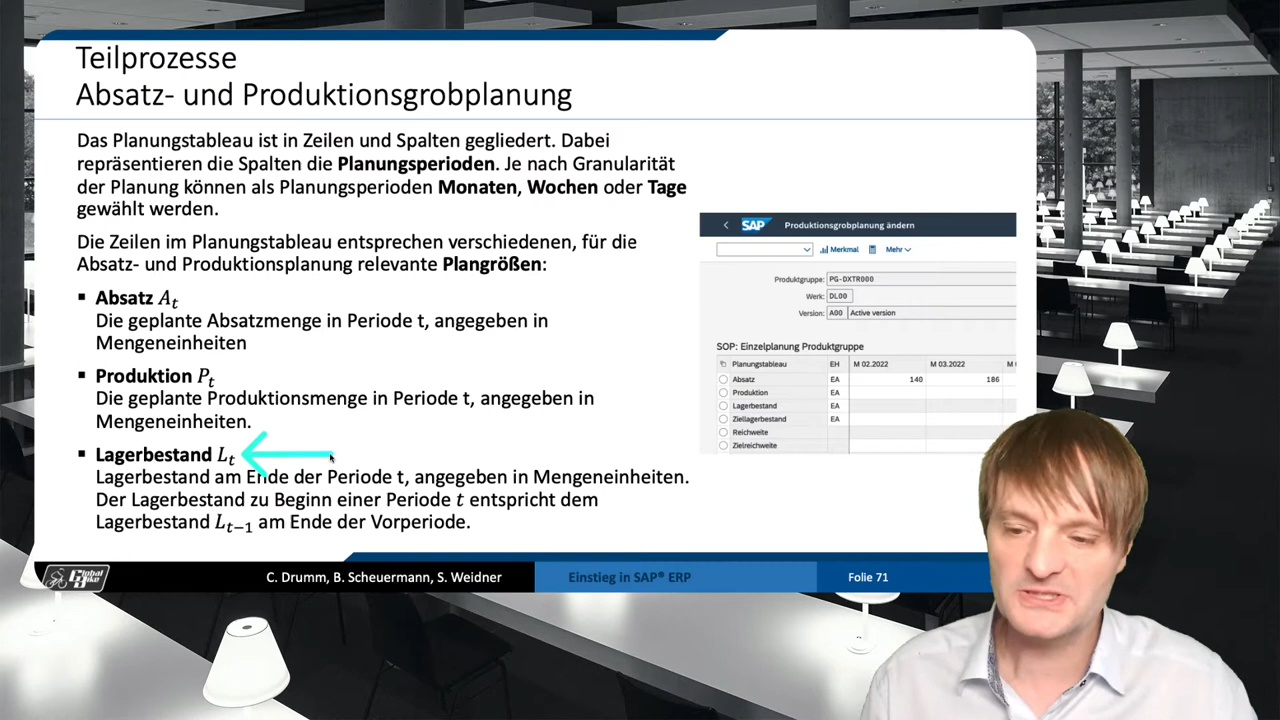 Teilprozesse
Absatz- und Produktionsgrobplanung
Das Planungstableau ist in Zeilen und Spalten gegliedert. Dabei
repräsentieren die Spalten die Planungsperioden. Je nach Granularität
der Planung können als Planungsperioden Monaten, Wochen oder Tage
gewählt werden.
Die Zeilen im Planungstableau entsprechen verschiedenen, für die
Absatz- und Produktionsplanung relevante Plangrößen:
▪ Absatz Aₜ
Die geplante Absatzmenge in Periode t, angegeben in
Mengeneinheiten
▪ Produktion Pₜ
Die geplante Produktionsmenge in Periode t, angegeben in
Mengeneinheiten.
▪ Lagerbestand Lₜ
Lagerbestand am Ende der Periode t, angegeben in Mengeneinheiten.
Der Lagerbestand zu Beginn einer Periode t entspricht dem
Lagerbestand Lₜ₋₁ am Ende der Vorperiode.
SAP Produktionsgrobplanung ändern
Merkmal Mehr
Produktgruppe: PG-DXTR000
Werk: DL00
Version: A00 Active version
SOP: Einzelplanung Produktgruppe
Planungstableau EH M 02.2022 M 03.2022 M
Absatz EA 140 186
Produktion EA
Lagerbestand EA
Ziellagerbestand EA
Reichweite
Zielreichweite
Global Bike
C. Drumm, B. Scheuermann, S. Weidner
Einstieg in SAP® ERP
Folie 71